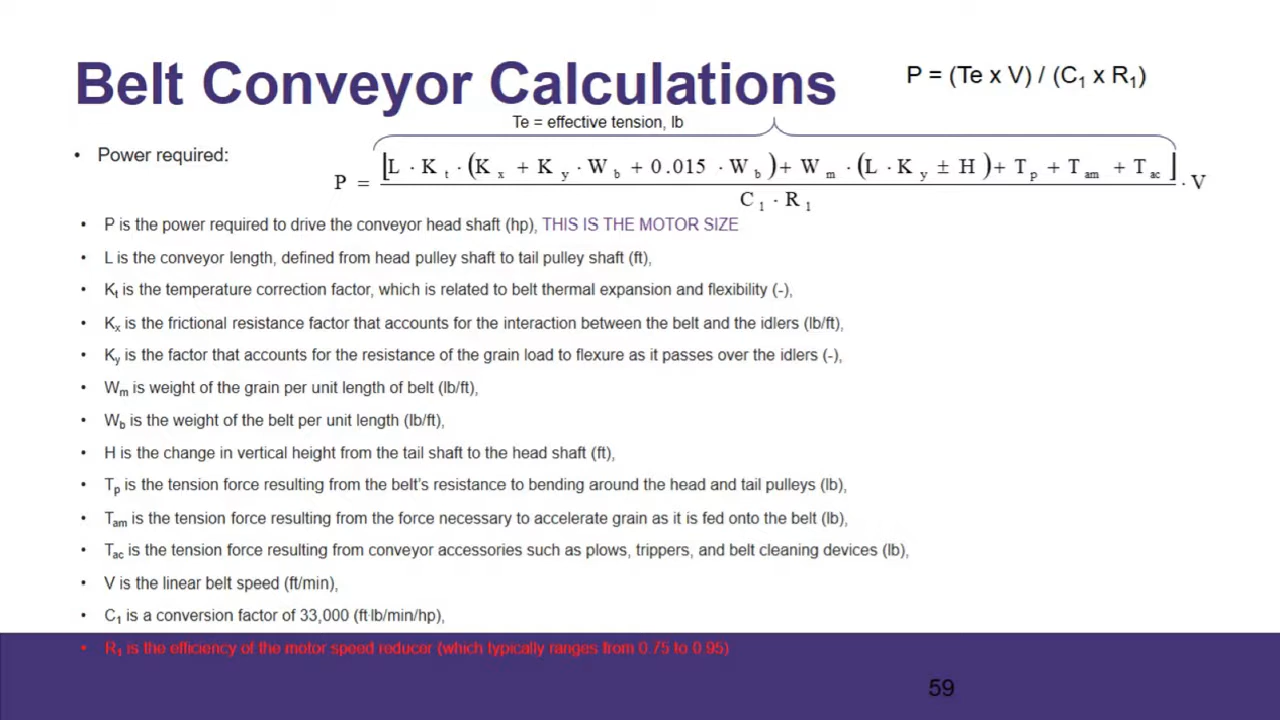 Belt Conveyor Calculations
P = (Te x V) / (C₁ x R₁)
Te = effective tension, lb
• Power required:
P = [L · K_t · (K_x + K_y · W_b + 0.015 · W_b) + W_m · (L · K_y ± H) + T_p + T_am + T_ac] / (C_1 · R_1) · V
• P is the power required to drive the conveyor head shaft (hp), THIS IS THE MOTOR SIZE
• L is the conveyor length, defined from head pulley shaft to tail pulley shaft (ft),
• K_t is the temperature correction factor, which is related to belt thermal expansion and flexibility (-),
• K_x is the frictional resistance factor that accounts for the interaction between the belt and the idlers (lb/ft),
• K_y is the factor that accounts for the resistance of the grain load to flexure as it passes over the idlers (-),
• W_m is weight of the grain per unit length of belt (lb/ft),
• W_b is the weight of the belt per unit length (lb/ft),
• H is the change in vertical height from the tail shaft to the head shaft (ft),
• T_p is the tension force resulting from the belt's resistance to bending around the head and tail pulleys (lb),
• T_am is the tension force resulting from the force necessary to accelerate grain as it is fed onto the belt (lb),
• T_ac is the tension force resulting from conveyor accessories such as plows, trippers, and belt cleaning devices (lb),
• V is the linear belt speed (ft/min),
• C₁ is a conversion factor of 33,000 (ft·lb/min/hp),
• R₁ is the efficiency of the motor speed reducer (which typically ranges from 0.75 to 0.95)
59